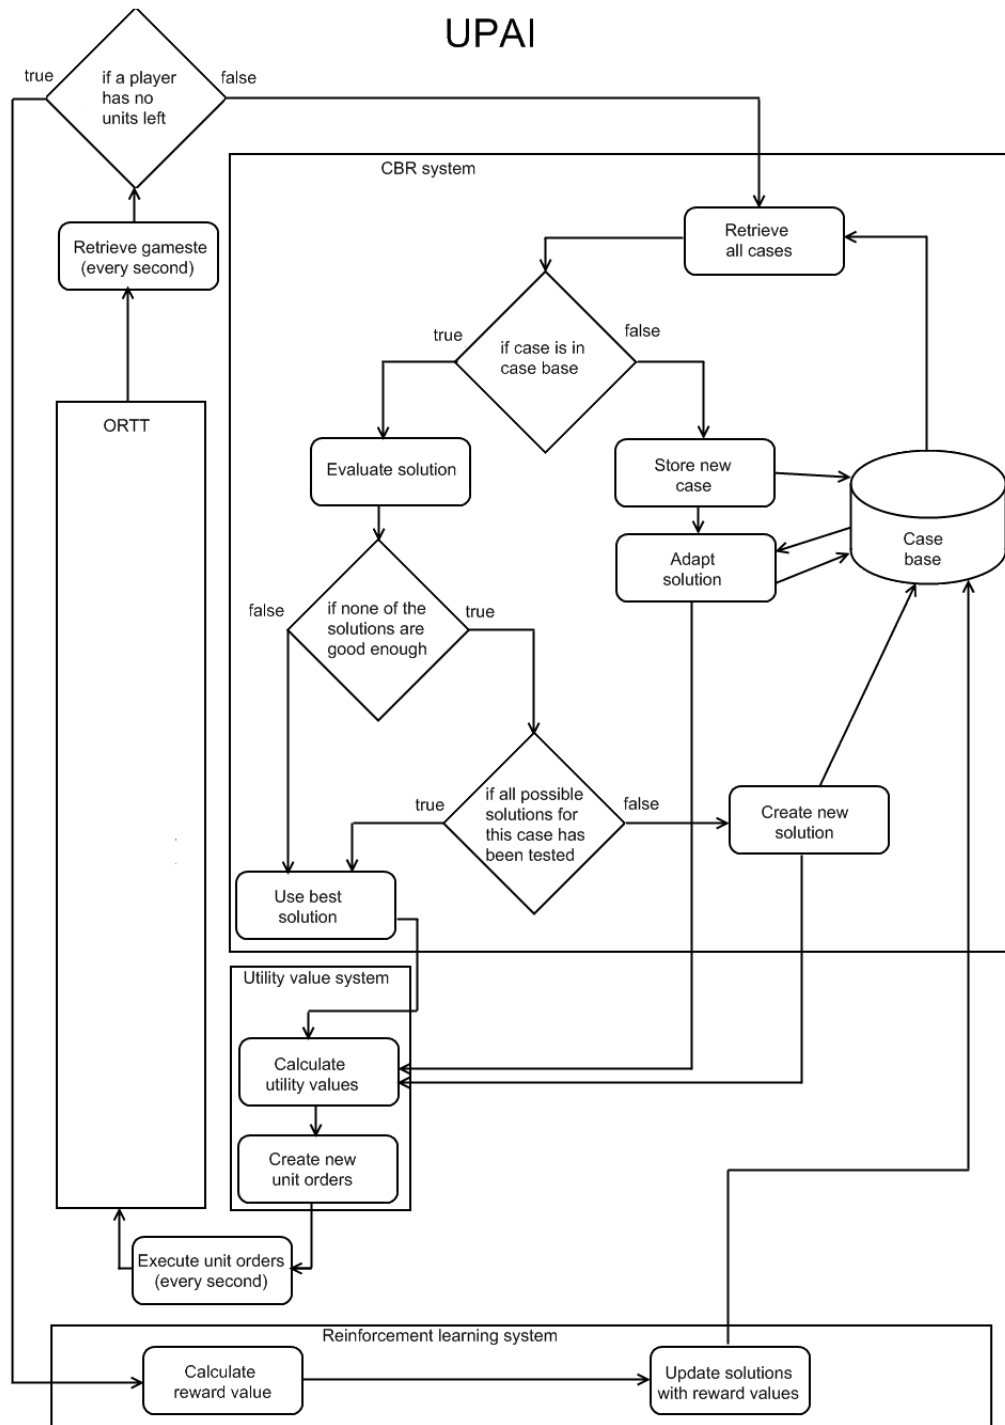 UPAI
true
if a player
has no
units left
false
CBR system
Retrieve gameste
(every second)
Retrieve
all cases
true
if case is in
case base
false
ORTT
Evaluate solution
Store new
case
Case
base
Adapt
solution
false
if none of the
solutions are
good enough
true
true
if all possible
solutions for
this case has
been tested
false
Create new
solution
Use best
solution
Utility value system
Calculate
utility values
Create new
unit orders
Execute unit orders
(every second)
Reinforcement learning system
Calculate
reward value
Update solutions
with reward values